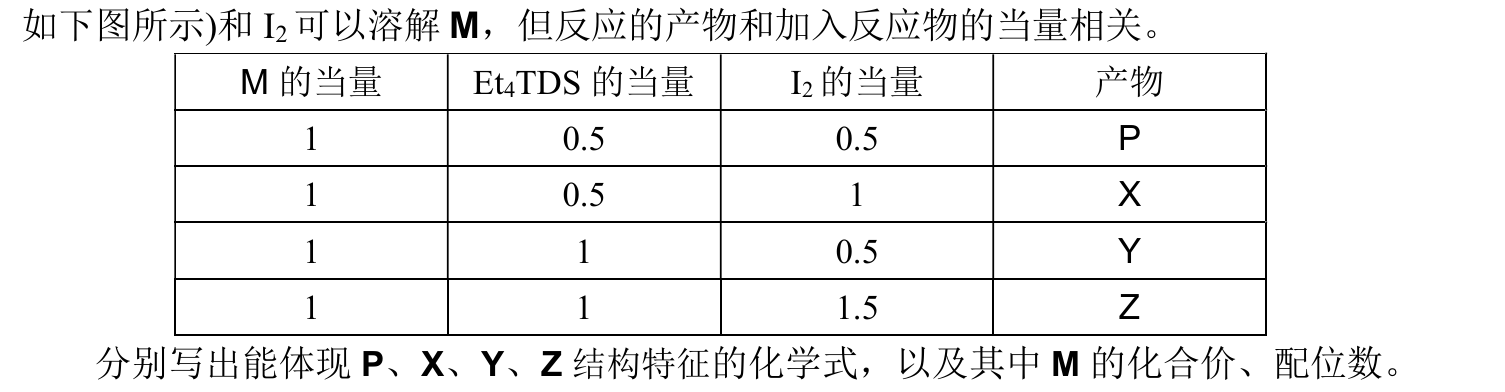 如下图所示)和 I₂可以溶解 M，但反应的产物和加入反应物的当量相关。
M 的当量 Et₄TDS 的当量 I₂的当量 产物
1 0.5 0.5 P
1 0.5 1 X
1 1 0.5 Y
1 1 1.5 Z
分别写出能体现 P、X、Y、Z 结构特征的化学式，以及其中 M 的化合价、配位数。